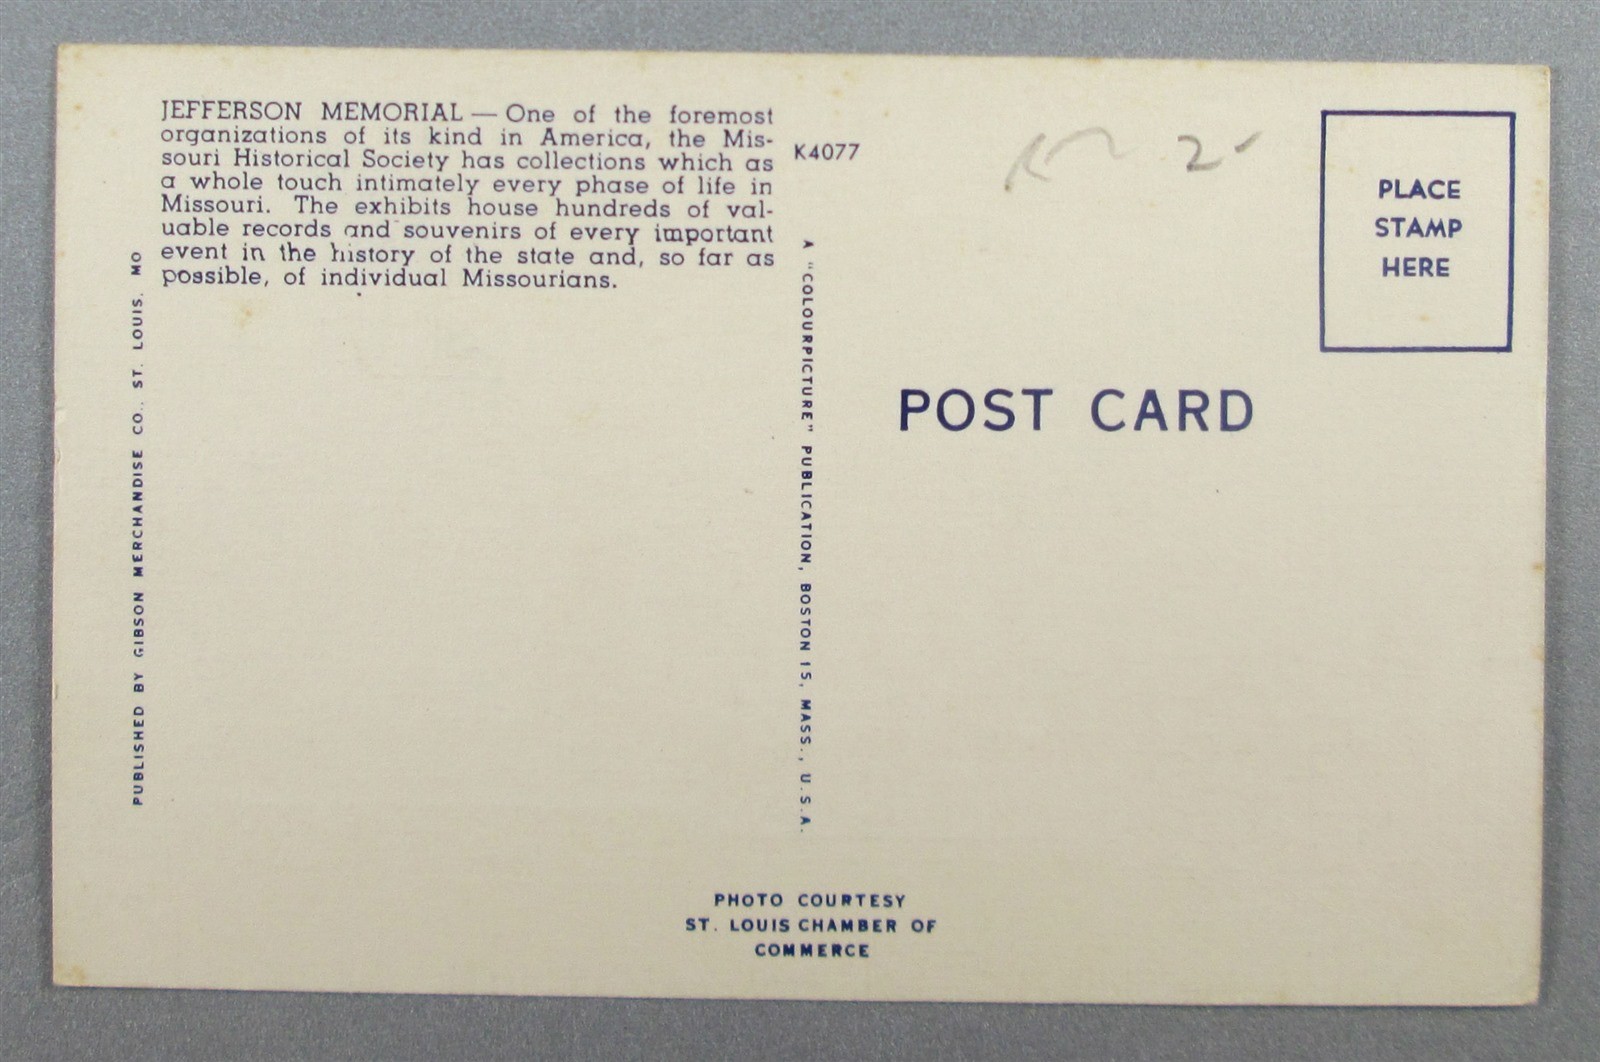 JEFFERSON MEMORIAL — One of the foremost
organizations of its kind in America, the Mis-
souri Historical Society has collections which as
a whole touch intimately every phase of life in
Missouri. The exhibits house hundreds of val-
uable records and souvenirs of every important
event in the history of the state and, so far as
possible, of individual Missourians.
PUBLISHED BY GIBSON MERCHANDISE CO., ST. LOUIS, MO
K4077
A "COLOURPICTURE" PUBLICATION, BOSTON 15, MASS., U.S.A.
2
PLACE
STAMP
HERE
POST CARD
PHOTO COURTESY
ST. LOUIS CHAMBER OF
COMMERCE